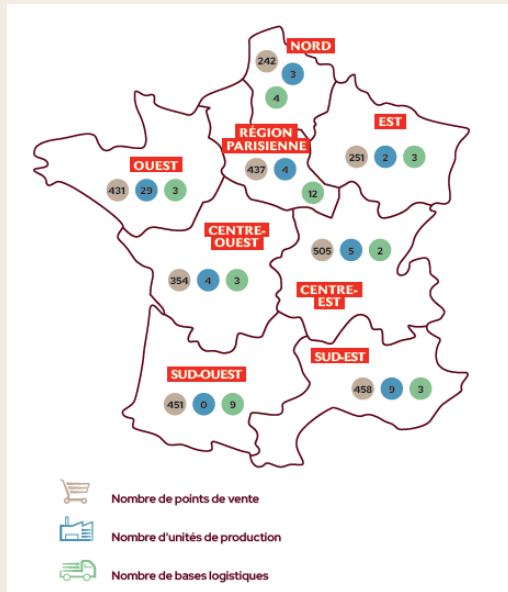 NORD
242
3
4
EST
251 2 3
RÉGION
PARISIENNE
437 4
12
OUEST
431 29 3
CENTRE-
OUEST
354 4 3
505 5 2
CENTRE-
EST
SUD-EST
458 9 3
SUD-OUEST
451 0 9
Nombre de points de vente
Nombre d'unités de production
Nombre de bases logistiques